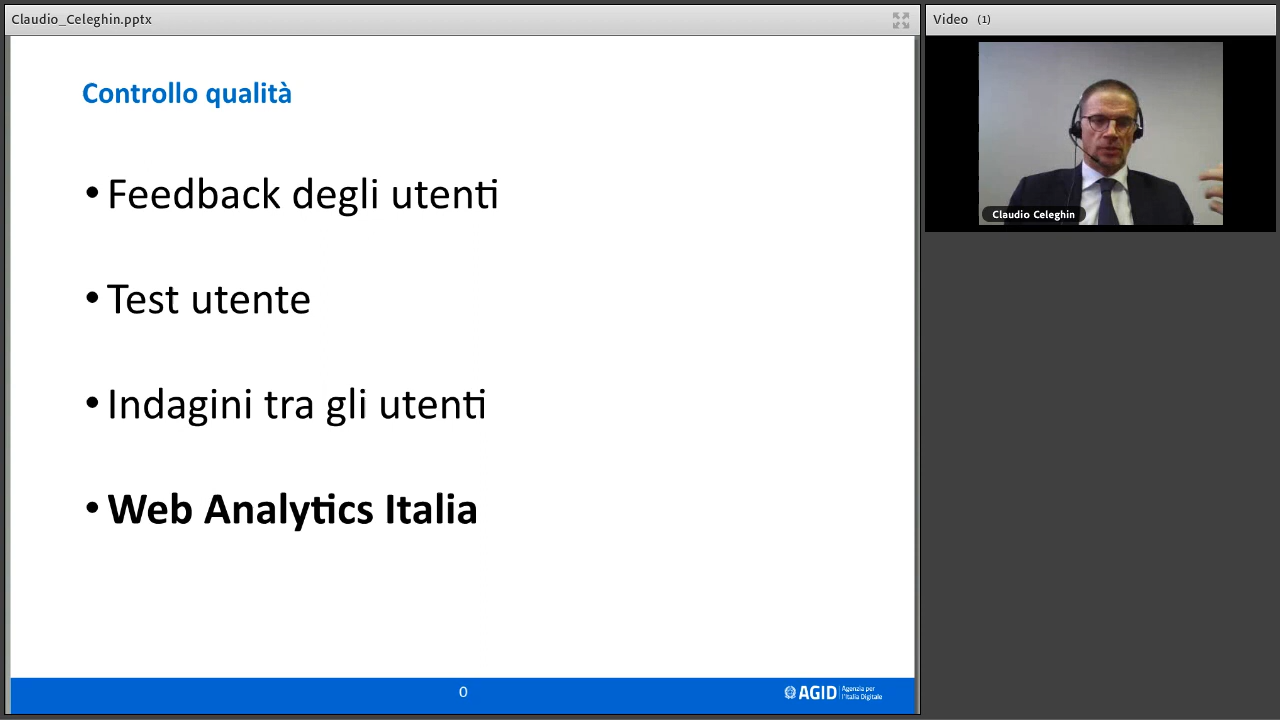 Claudio_Celeghin.pptx
Video (1)
Controllo qualità
• Feedback degli utenti
• Test utente
• Indagini tra gli utenti
• Web Analytics Italia
Claudio Celeghin
0
AGID Agenzia per
l'Italia Digitale